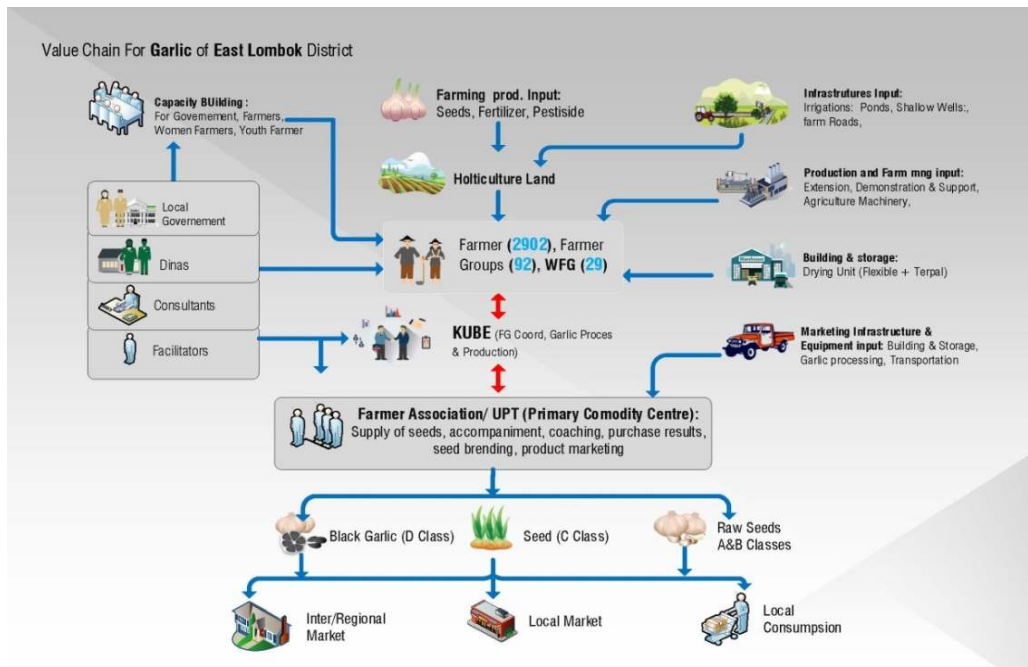 Value Chain For Garlic of East Lombok District
Capacity BUilding :
For Govenement, Farmers,
Women Farmers, Youth Farmer
Farming prod. Input:
Seeds, Fertilizer, Pestiside
Infrastrutures Input:
Irrigations: Ponds, Shallow Wells:,
farm Roads,
Holticulture Land
Production and Farm mng input:
Extension, Demonstration & Support,
Agriculture Machinery,
Local
Governement
Dinas
Consultants
Facilitators
Farmer (2902), Farmer
Groups (92), WFG (29)
Building & storage:
Drying Unit (Flexible + Terpal)
KUBE (FG Coord, Garlic Proces
& Production)
Marketing Infrastructure &
Equipment input: Building & Storage,
Garlic processing, Transportation
Farmer Association/ UPT (Primary Comodity Centre):
Supply of seeds, accompaniment, coaching, purchase results,
seed brending, product marketing
Black Garlic (D Class)
Seed (C Class)
Raw Seeds
A&B Classes
Inter/Regional
Market
Local Market
Local
Consumpsion